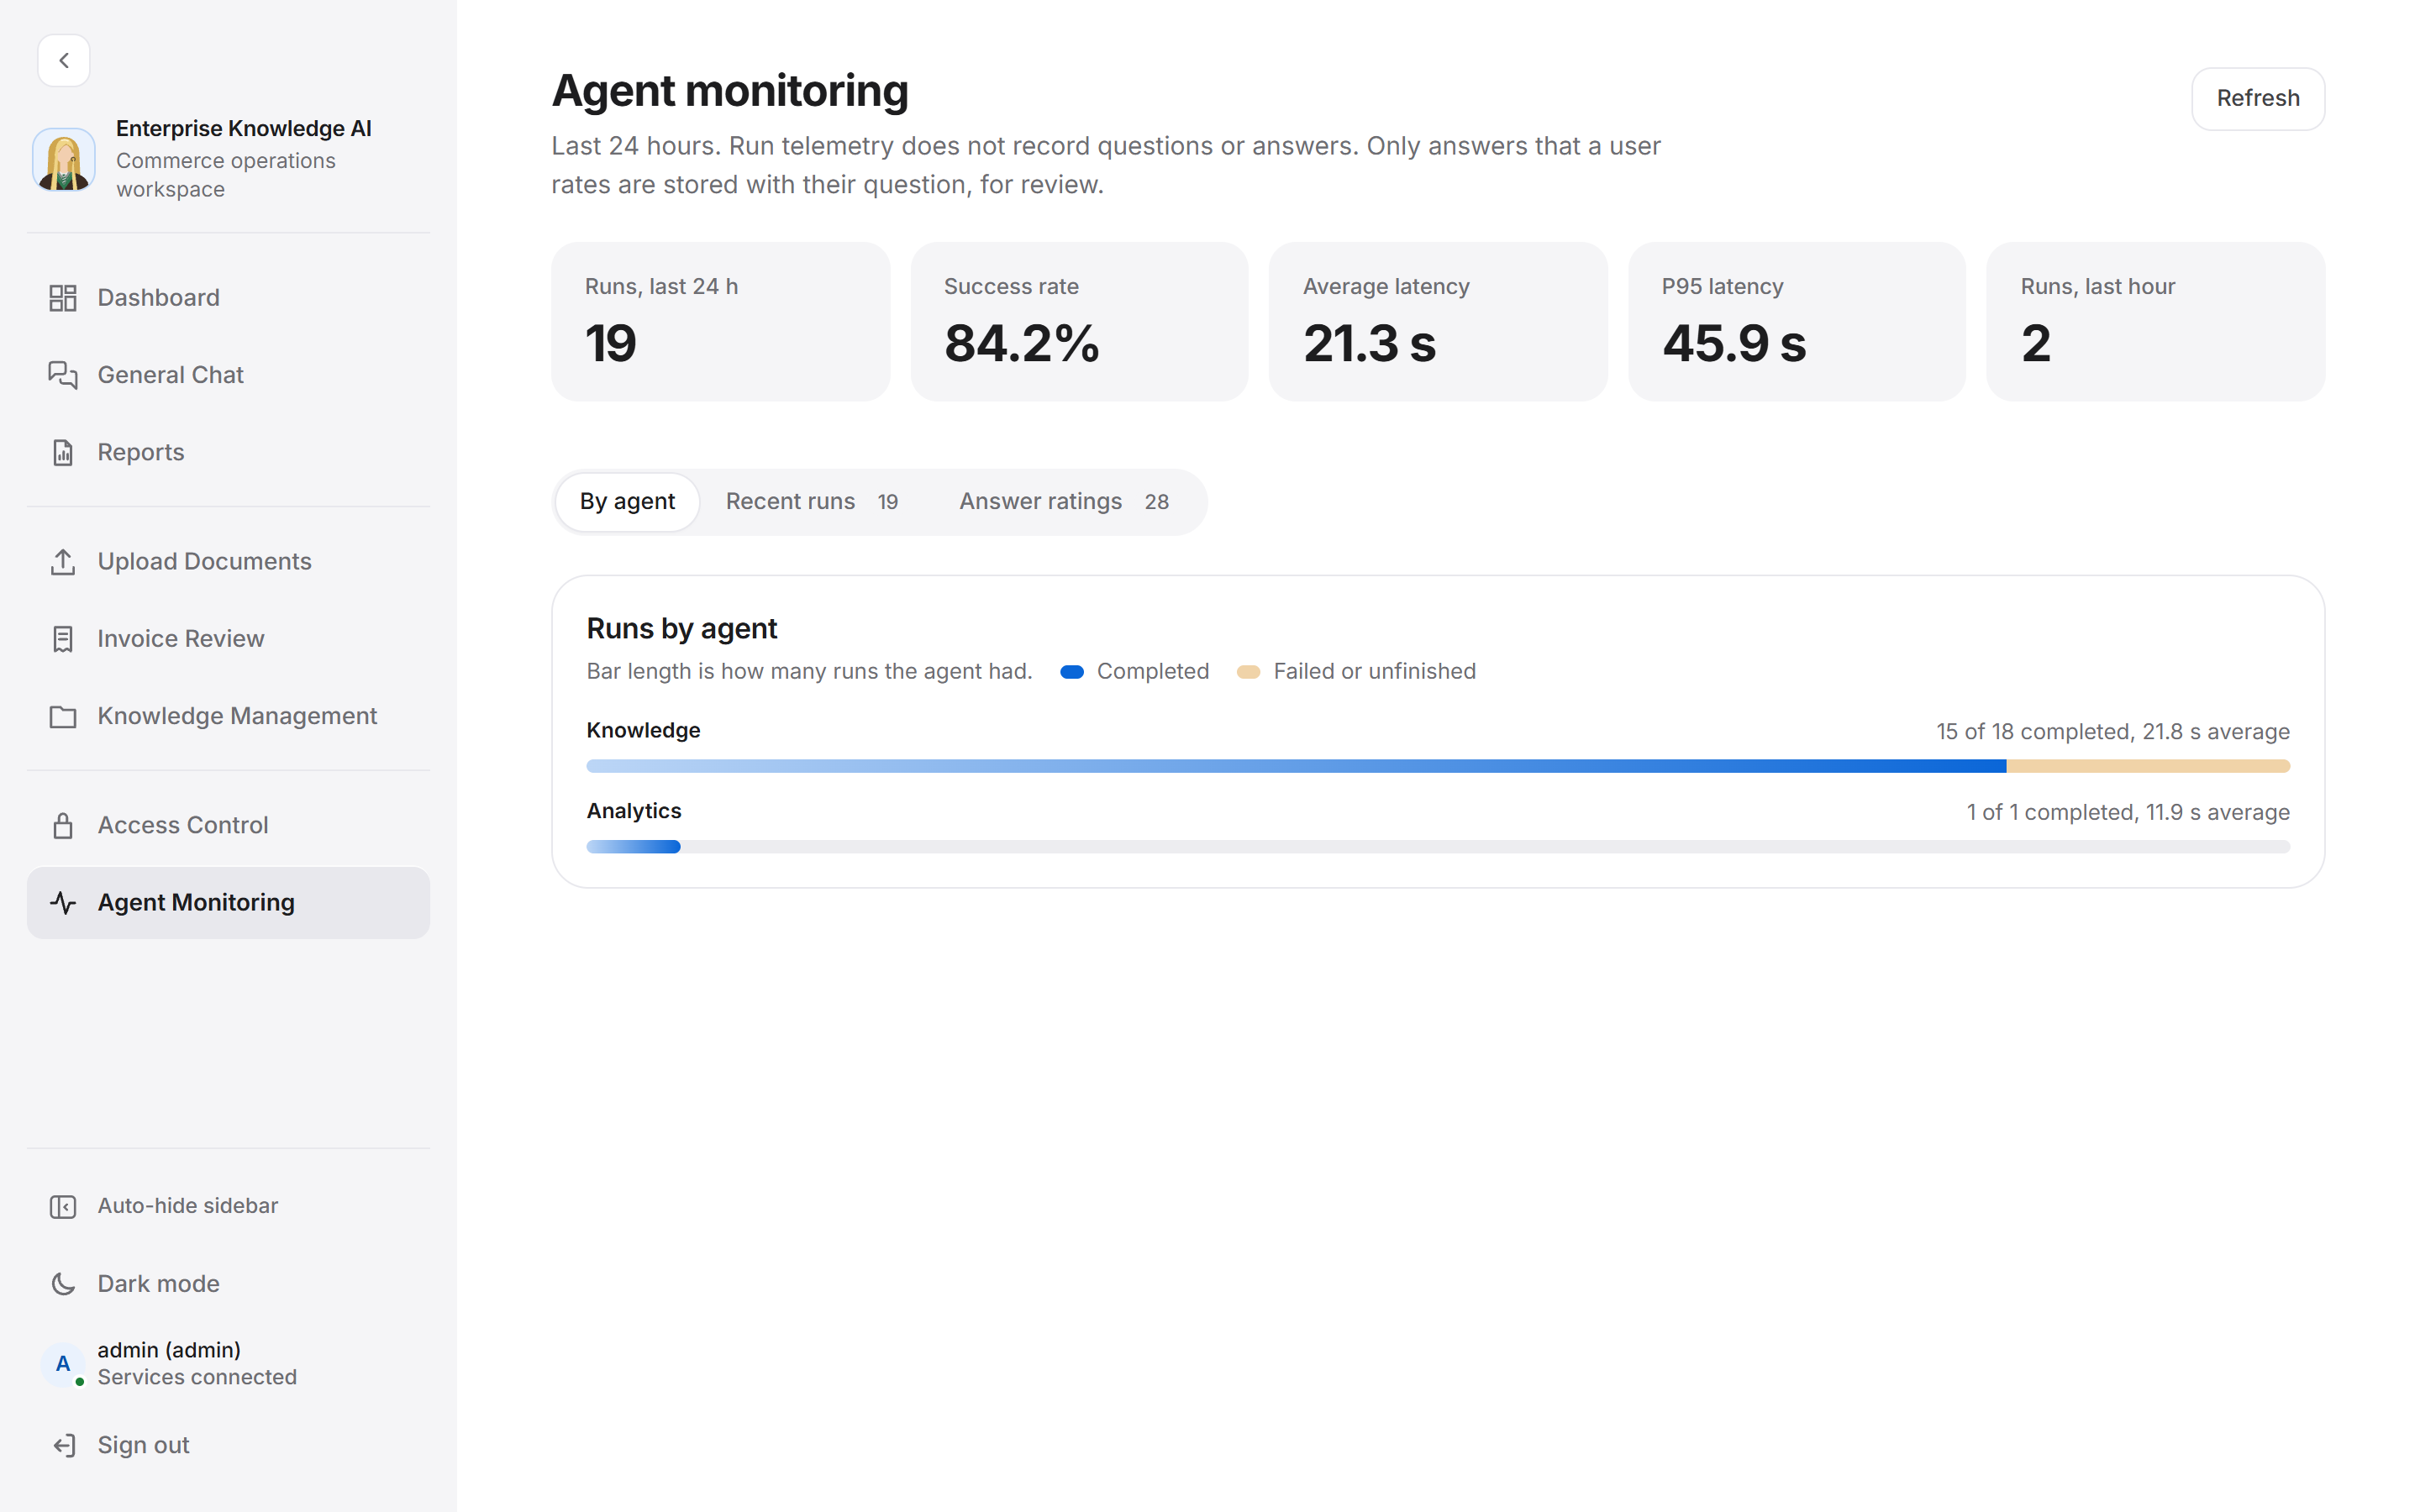 Enterprise Knowledge AI
Commerce operations
workspace
Dashboard
General Chat
Reports
Upload Documents
Invoice Review
Knowledge Management
Access Control
Agent Monitoring
Auto-hide sidebar
Dark mode
A
admin (admin)
Services connected
Sign out
Agent monitoring
Refresh
Last 24 hours. Run telemetry does not record questions or answers. Only answers that a user
rates are stored with their question, for review.
Runs, last 24 h
19
Success rate
84.2%
Average latency
21.3 s
P95 latency
45.9 s
Runs, last hour
2
By agent
Recent runs 19
Answer ratings 28
Runs by agent
Bar length is how many runs the agent had. Completed Failed or unfinished
Knowledge 15 of 18 completed, 21.8 s average
Analytics 1 of 1 completed, 11.9 s average